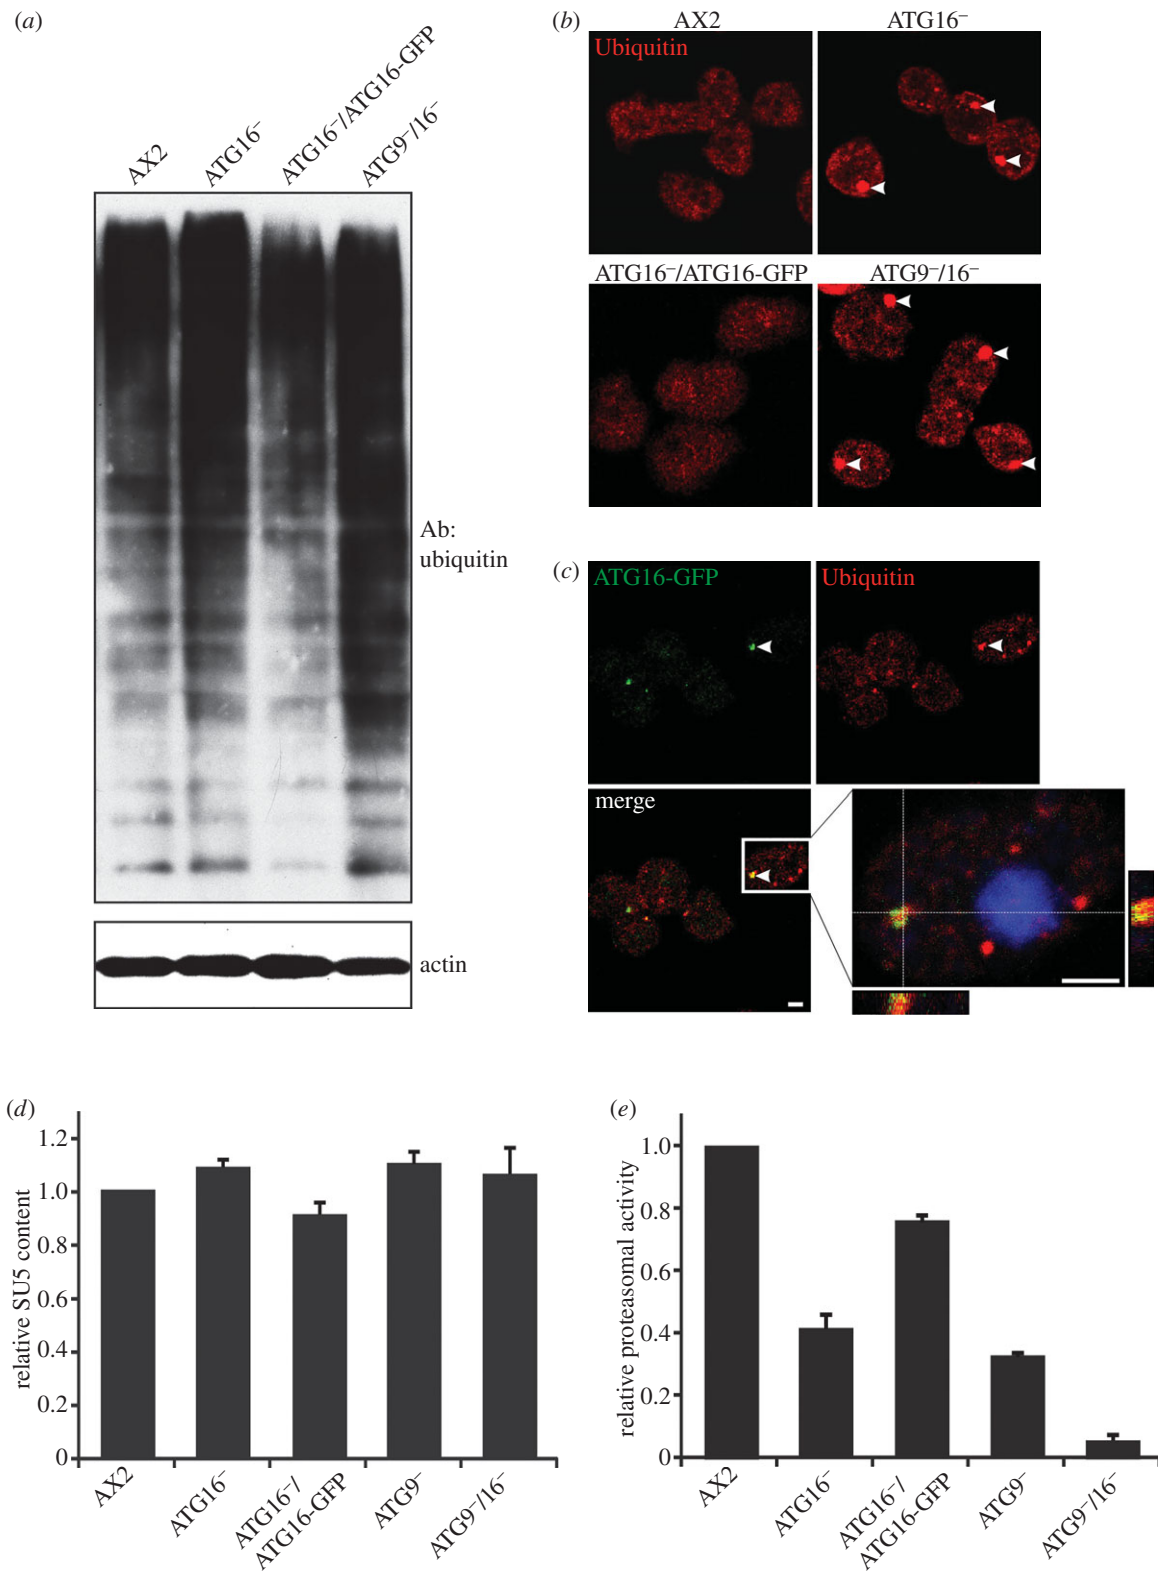 (a)
AX2
ATG16⁻
ATG16⁻/ATG16-GFP
ATG9⁻/16⁻
Ab:
ubiquitin
actin
(b)
AX2
ATG16⁻
Ubiquitin
ATG16⁻/ATG16-GFP
ATG9⁻/16⁻
(c)
ATG16-GFP
Ubiquitin
merge
(d)
relative SU5 content
1.2
1.0
0.8
0.6
0.4
0.2
0
AX2
ATG16⁻
ATG16⁻/
ATG16-GFP
ATG9⁻
ATG9⁻/16⁻
(e)
relative proteasomal activity
1.0
0.8
0.6
0.4
0.2
0
AX2
ATG16⁻
ATG16⁻/
ATG16-GFP
ATG9⁻
ATG9⁻/16⁻